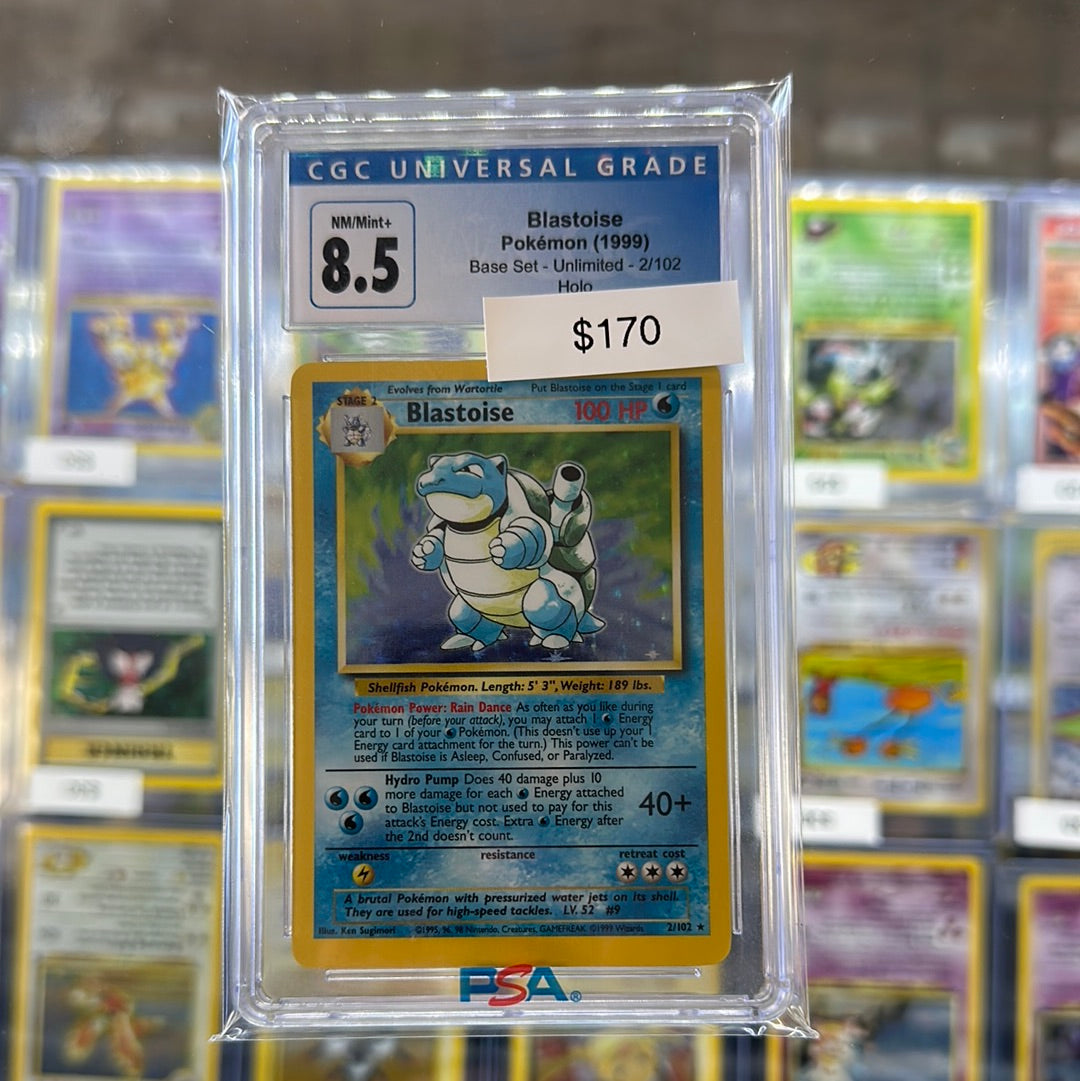 CGC UNIVERSAL GRADE
NM/Mint+
8.5
Blastoise
Pokémon (1999)
Base Set - Unlimited - 2/102
Holo
$170
Evolves from Wartortle
Put Blastoise on the Stage 1 card
STAGE 2
Blastoise
100 HP
Shellfish Pokémon. Length: 5' 3", Weight: 189 lbs.
Pokémon Power: Rain Dance As often as you like during
your turn (before your attack), you may attach 1 Energy
card to 1 of your Pokémon. (This doesn't use up your 1
Energy card attachment for the turn.) This power can't be
used if Blastoise is Asleep, Confused, or Paralyzed.
Hydro Pump Does 40 damage plus 10
more damage for each Energy attached
to Blastoise but not used to pay for this
attack's Energy cost. Extra Energy after
the 2nd doesn't count.
40+
weakness
resistance
retreat cost
A brutal Pokémon with pressurized water jets on its shell.
They are used for high-speed tackles. LV. 52 #9
Illus. Ken Sugimori
©1995, 96, 98 Nintendo, Creatures, GAMEFREAK. ©1999 Wizards.
2/102 ★
PSA®